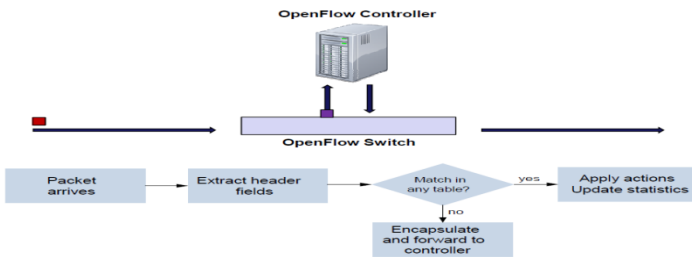 OpenFlow Controller
OpenFlow Switch
Packet
arrives
Extract header
fields
Match in
any table?
yes
Apply actions
Update statistics
no
Encapsulate
and forward to
controller